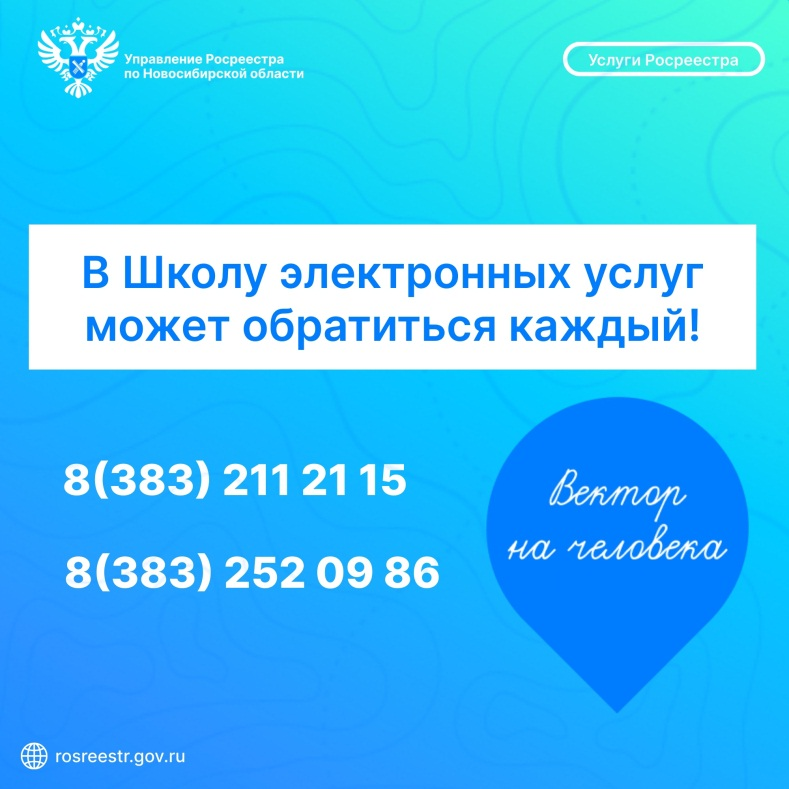 Управление Росреестра
по Новосибирской области
Услуги Росреестра
В Школу электронных услуг
может обратиться каждый!
8(383) 211 21 15
8(383) 252 09 86
Вектор
на человека
rosreestr.gov.ru